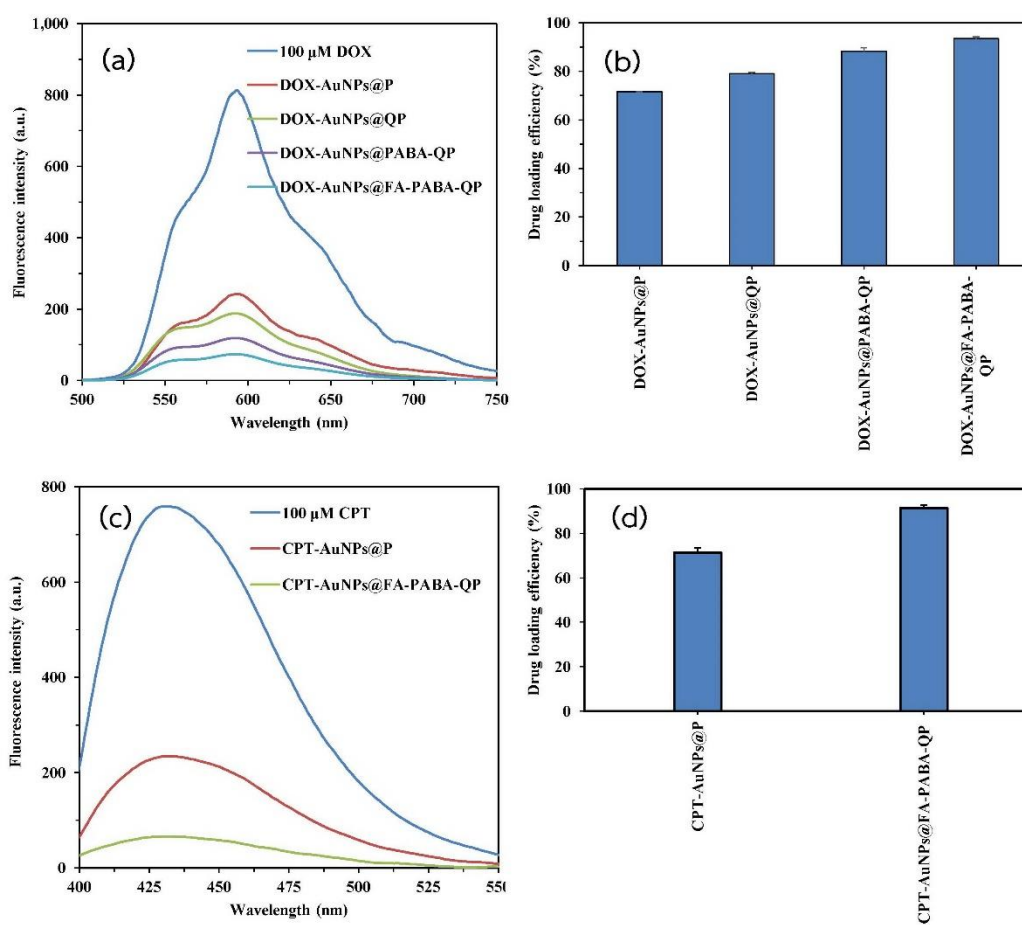 (a)
1,000
800
600
400
200
0
Fluorescence intensity (a.u.)
100 µM DOX
DOX-AuNPs@P
DOX-AuNPs@QP
DOX-AuNPs@PABA-QP
DOX-AuNPs@FA-PABA-QP
500 550 600 650 700 750
Wavelength (nm)
(b)
100
80
60
40
20
0
Drug loading efficiency (%)
DOX-AuNPs@P
DOX-AuNPs@QP
DOX-AuNPs@PABA-QP
DOX-AuNPs@FA-PABA-
QP
(c)
800
600
400
200
0
Fluorescence intensity (a.u.)
100 µM CPT
CPT-AuNPs@P
CPT-AuNPs@FA-PABA-QP
400 425 450 475 500 525 550
Wavelength (nm)
(d)
100
80
60
40
20
0
Drug loading efficiency (%)
CPT-AuNPs@P
CPT-AuNPs@FA-PABA-QP